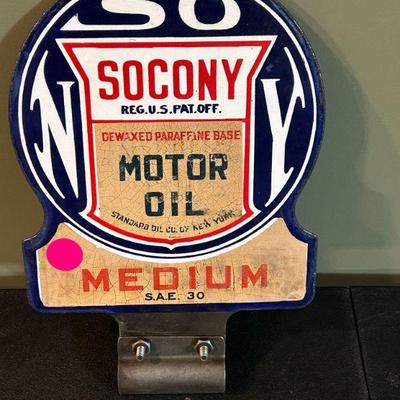 SO
N Y
SOCONY
REG.U.S.PAT.OFF.
DEWAXED PARAFFINE BASE
MOTOR
OIL
STANDARD OIL CO. OF NEW YORK
MEDIUM
S.A.E. 30